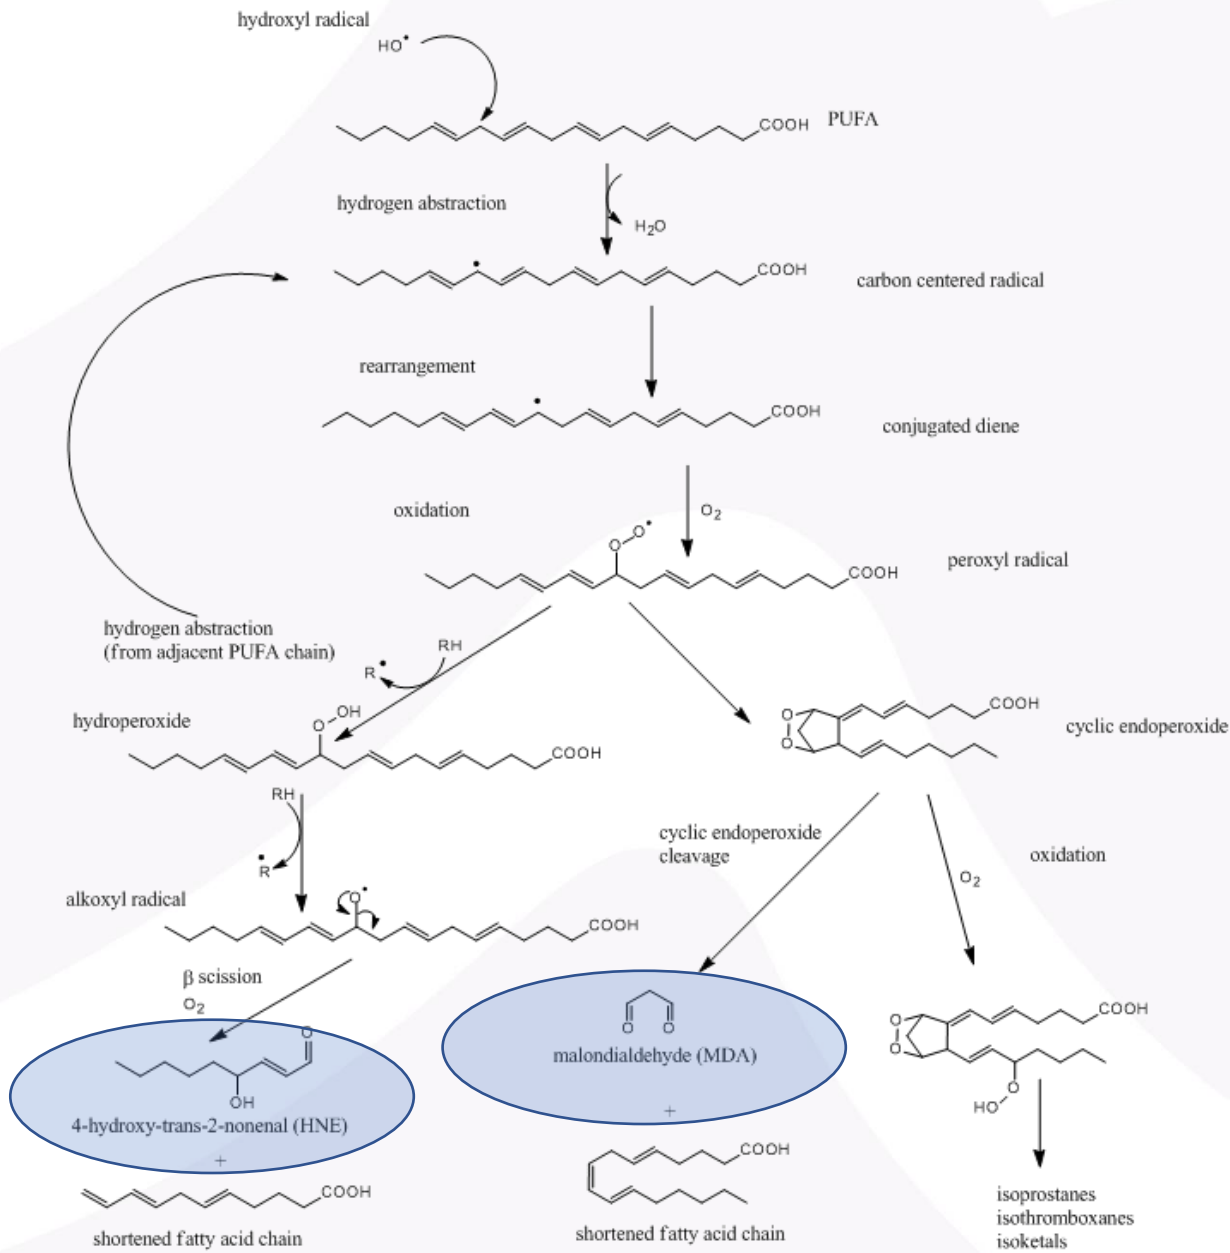 hydroxyl radical
HO•
COOH
PUFA
hydrogen abstraction
H₂O
COOH
carbon centered radical
rearrangement
COOH
conjugated diene
oxidation
O₂
O-O•
COOH
peroxyl radical
hydrogen abstraction
(from adjacent PUFA chain)
RH
R•
hydroperoxide
O-OH
COOH
COOH
O
O
cyclic endoperoxide
RH
R•
cyclic endoperoxide
cleavage
oxidation
O₂
alkoxyl radical
O•
COOH
β scission
O₂
O
OH
4-hydroxy-trans-2-nonenal (HNE)
+
COOH
shortened fatty acid chain
O O
malondialdehyde (MDA)
+
COOH
shortened fatty acid chain
COOH
O
O
O
HO
isoprostanes
isothromboxanes
isoketals